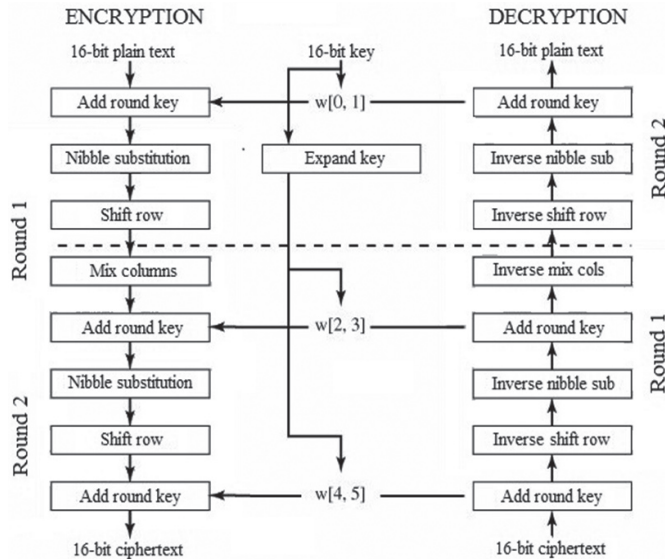 ENCRYPTION
DECRYPTION
16-bit plain text
16-bit key
16-bit plain text
Add round key
w[0, 1]
Add round key
Nibble substitution
Expand key
Inverse nibble sub
Round 2
Shift row
Inverse shift row
Round 1
Mix columns
Inverse mix cols
Add round key
w[2, 3]
Add round key
Round 1
Nibble substitution
Inverse nibble sub
Round 2
Shift row
Inverse shift row
Add round key
w[4, 5]
Add round key
16-bit ciphertext
16-bit ciphertext